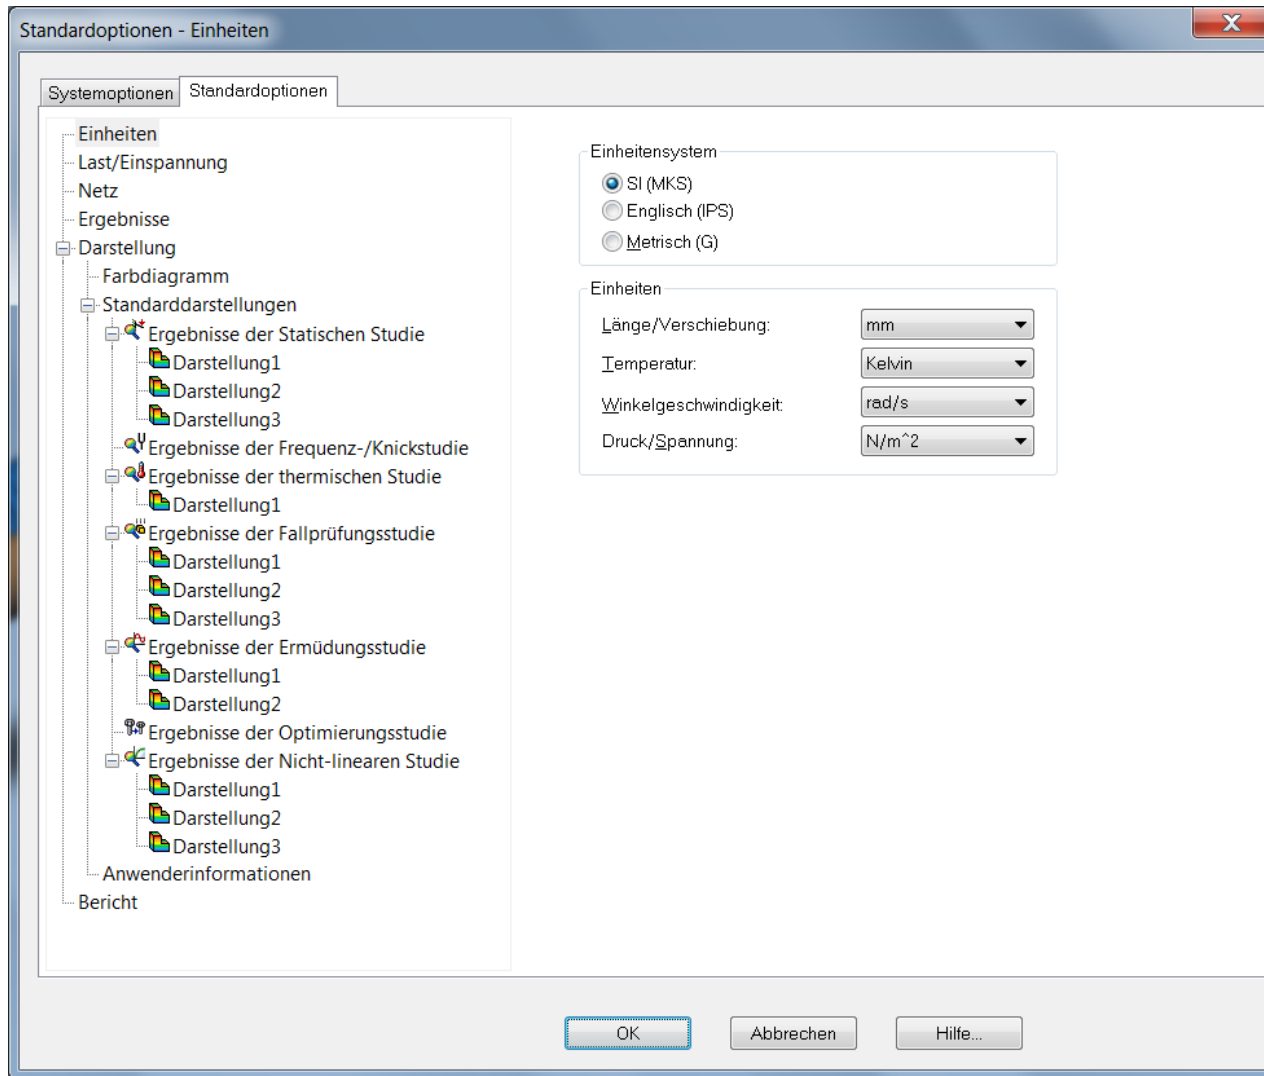 Standardoptionen - Einheiten
Systemoptionen
Standardoptionen
Einheiten
Last/Einspannung
Netz
Ergebnisse
Darstellung
Farbdiagramm
Standarddarstellungen
Ergebnisse der Statischen Studie
Darstellung1
Darstellung2
Darstellung3
Ergebnisse der Frequenz-/Knickstudie
Ergebnisse der thermischen Studie
Darstellung1
Ergebnisse der Fallprüfungsstudie
Darstellung1
Darstellung2
Darstellung3
Ergebnisse der Ermüdungsstudie
Darstellung1
Darstellung2
Ergebnisse der Optimierungsstudie
Ergebnisse der Nicht-linearen Studie
Darstellung1
Darstellung2
Darstellung3
Anwenderinformationen
Bericht
Einheitensystem
SI (MKS)
Englisch (IPS)
Metrisch (G)
Einheiten
Länge/Verschiebung: mm
Temperatur: Kelvin
Winkelgeschwindigkeit: rad/s
Druck/Spannung: N/m^2
OK Abbrechen Hilfe...